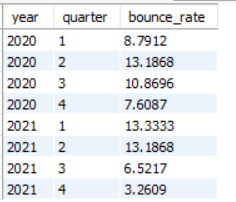 year quarter bounce_rate
2020 1 8.7912
2020 2 13.1868
2020 3 10.8696
2020 4 7.6087
2021 1 13.3333
2021 2 13.1868
2021 3 6.5217
2021 4 3.2609